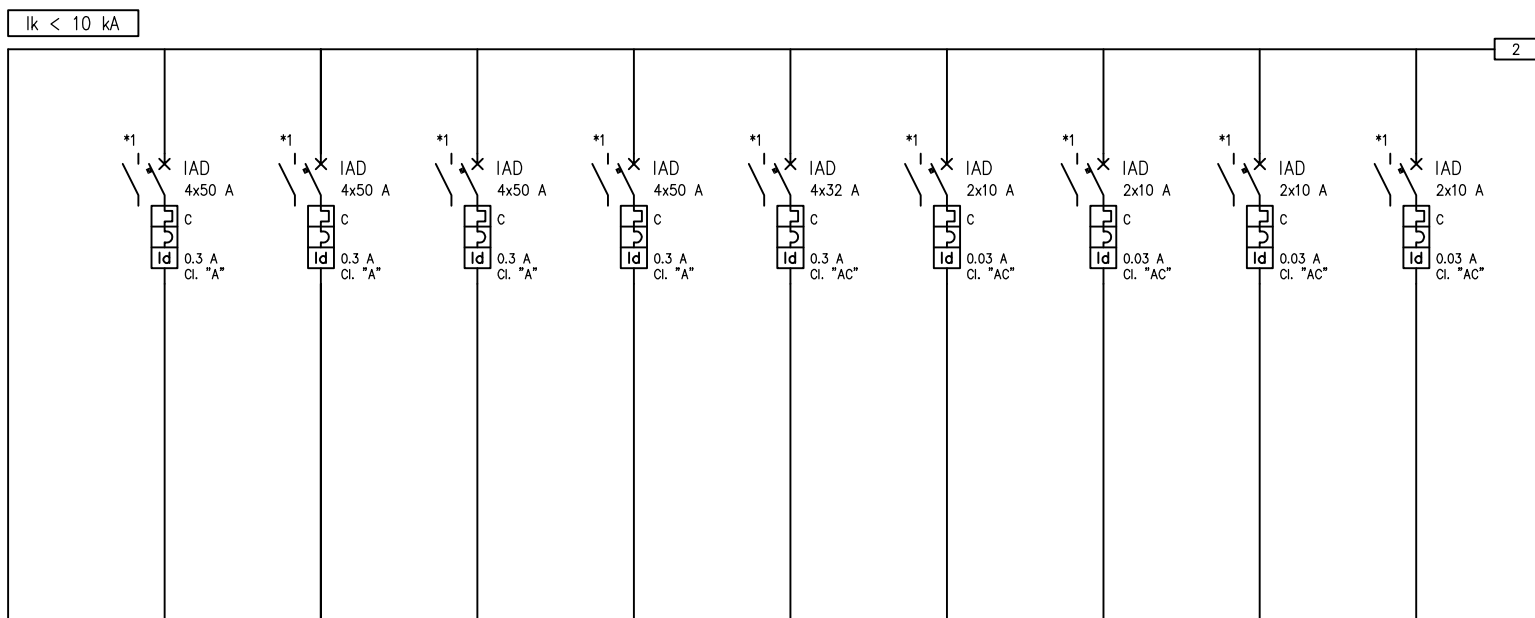 Ik < 10 kA
2
*1 *1 *1 *1 *1 *1 *1 *1 *1
IAD IAD IAD IAD IAD IAD IAD IAD IAD
4x50 A 4x50 A 4x50 A 4x50 A 4x32 A 2x10 A 2x10 A 2x10 A 2x10 A
C C C C C C C C C
Id 0.3 A Id 0.3 A Id 0.3 A Id 0.3 A Id 0.3 A Id 0.03 A Id 0.03 A Id 0.03 A Id 0.03 A
Cl. "A" Cl. "A" Cl. "A" Cl. "A" Cl. "AC" Cl. "AC" Cl. "AC" Cl. "AC" Cl. "AC"